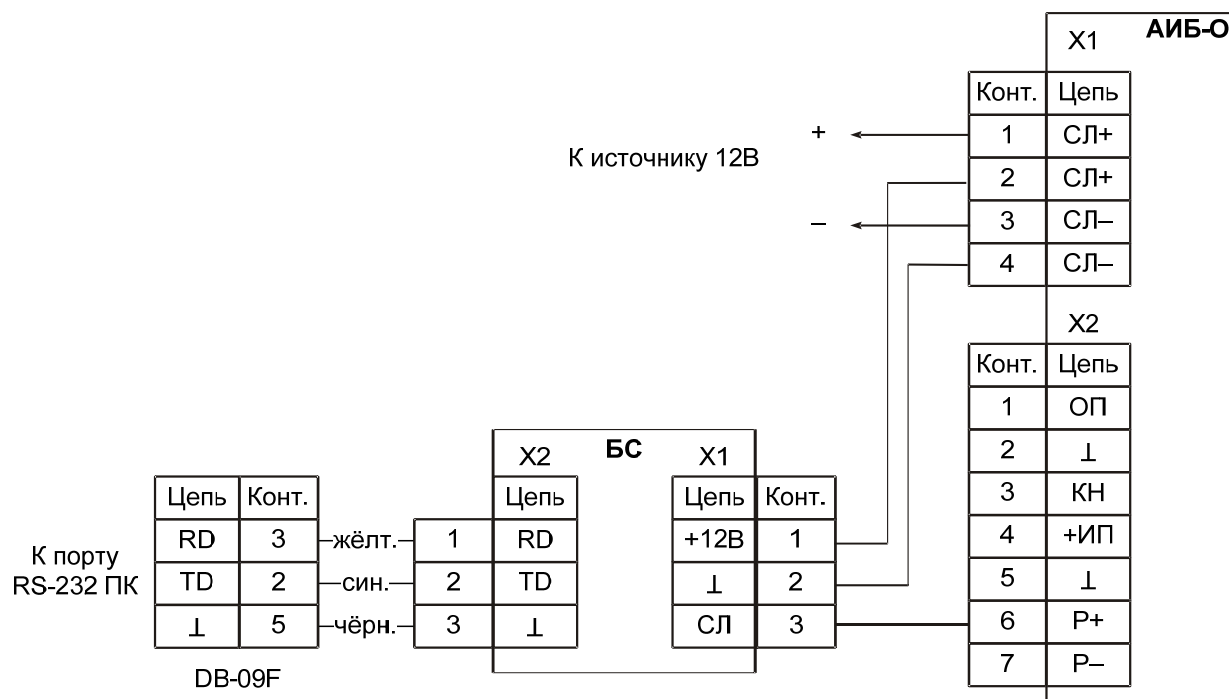 X1 АИБ-О
Конт. Цепь
1 СЛ+
2 СЛ+
3 СЛ–
4 СЛ–
+
К источнику 12В
–
X2
Конт. Цепь
1 ОП
2 ⊥
3 КН
4 +ИП
5 ⊥
6 Р+
7 Р–
X2 БС X1
Цепь Конт. Цепь Цепь Конт.
RD 3 жёлт. 1 RD +12В 1
TD 2 син. 2 TD ⊥ 2
⊥ 5 чёрн. 3 ⊥ СЛ 3
К порту
RS-232 ПК
DB-09F